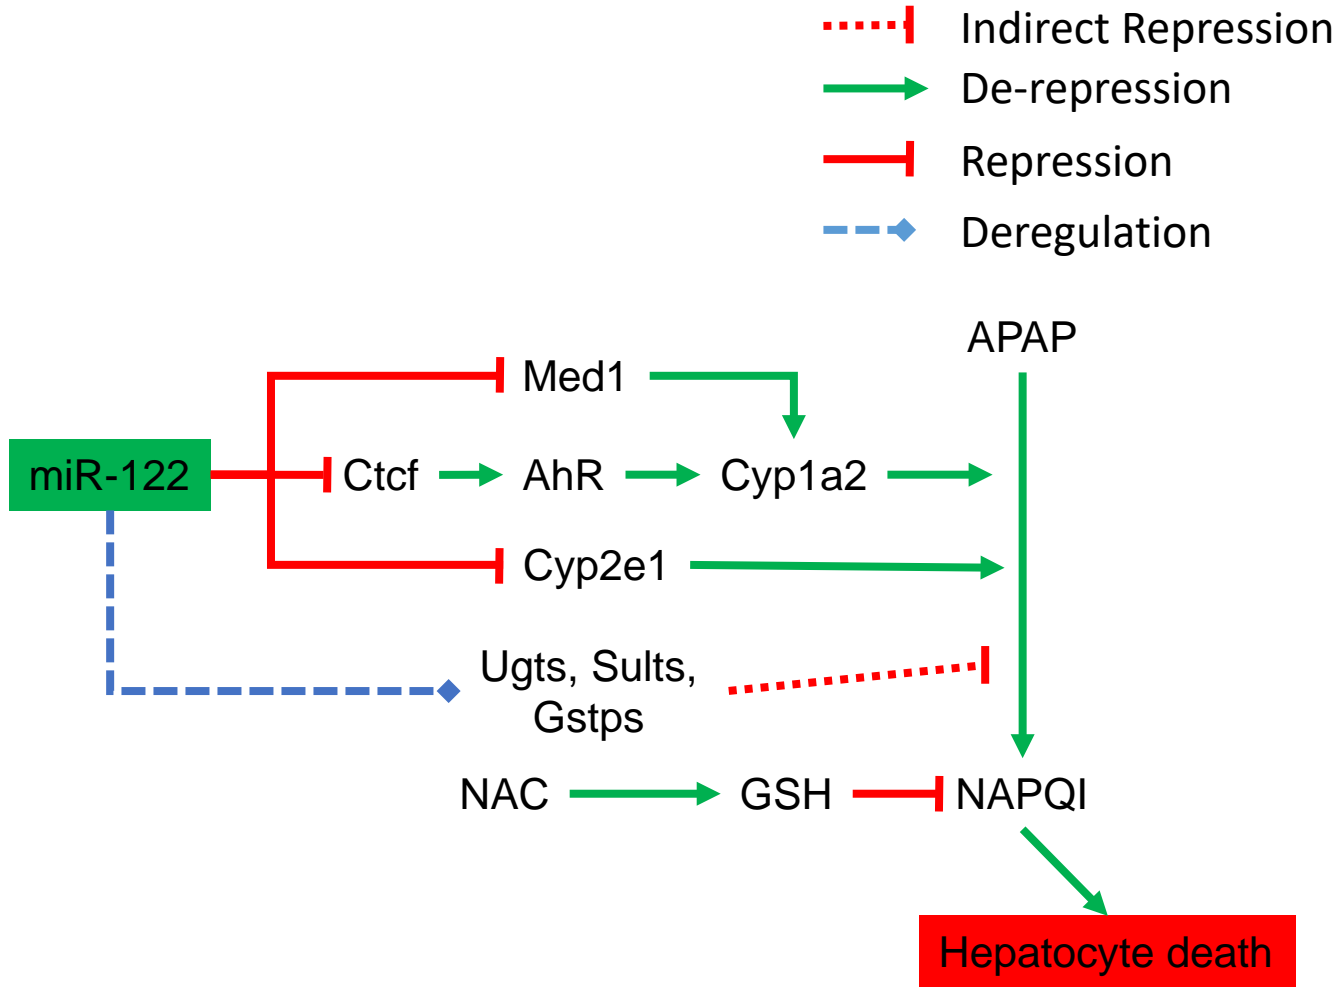 Indirect Repression
De-repression
Repression
Deregulation
APAP
Med1
miR-122
Ctcf
AhR
Cyp1a2
Cyp2e1
Ugts, Sults,
Gstps
NAC
GSH
NAPQI
Hepatocyte death